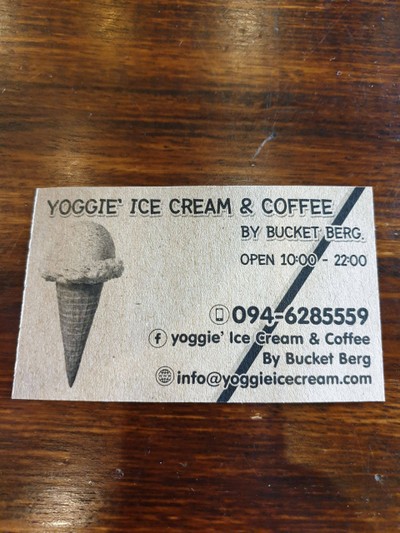 YOGGIE' ICE CREAM & COFFEE
BY BUCKET BERG.
OPEN 10:00 - 22:00
094-6285559
yoggie' Ice Cream & Coffee
By Bucket Berg
info@yoggieicecream.com